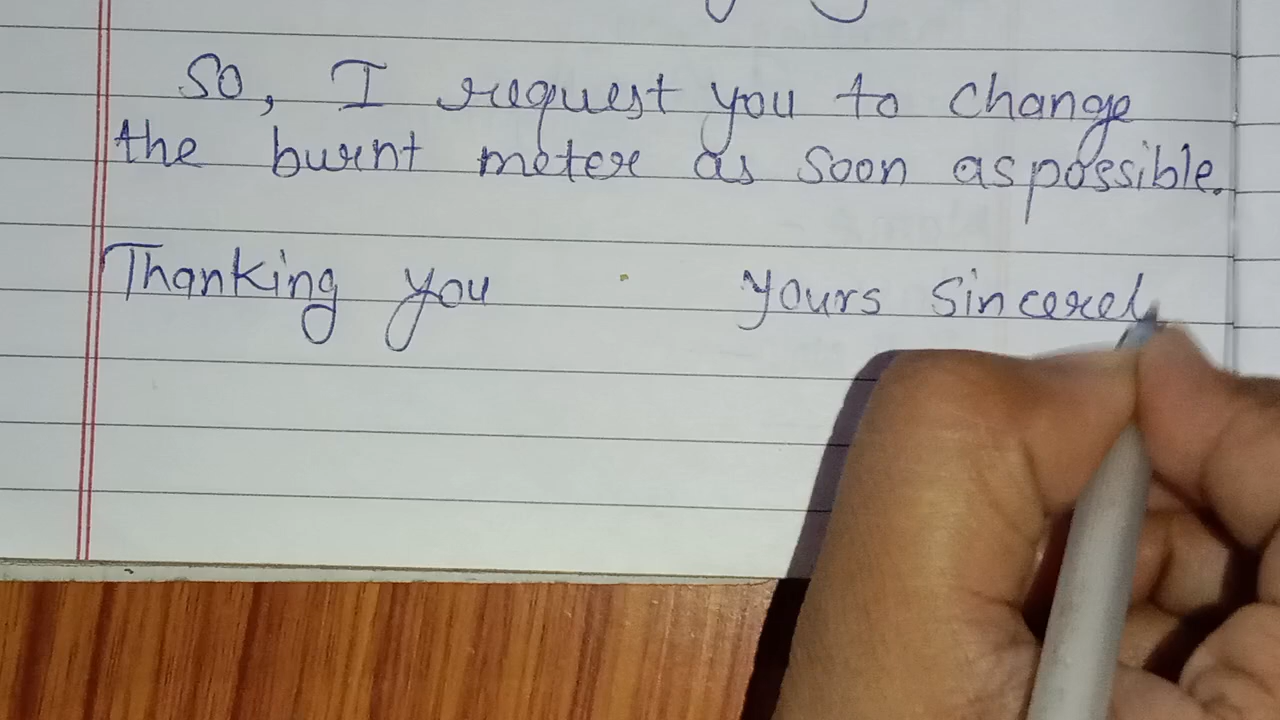 So, I request you to change
the burnt meter as soon as possible.
Thanking you yours Sincerel